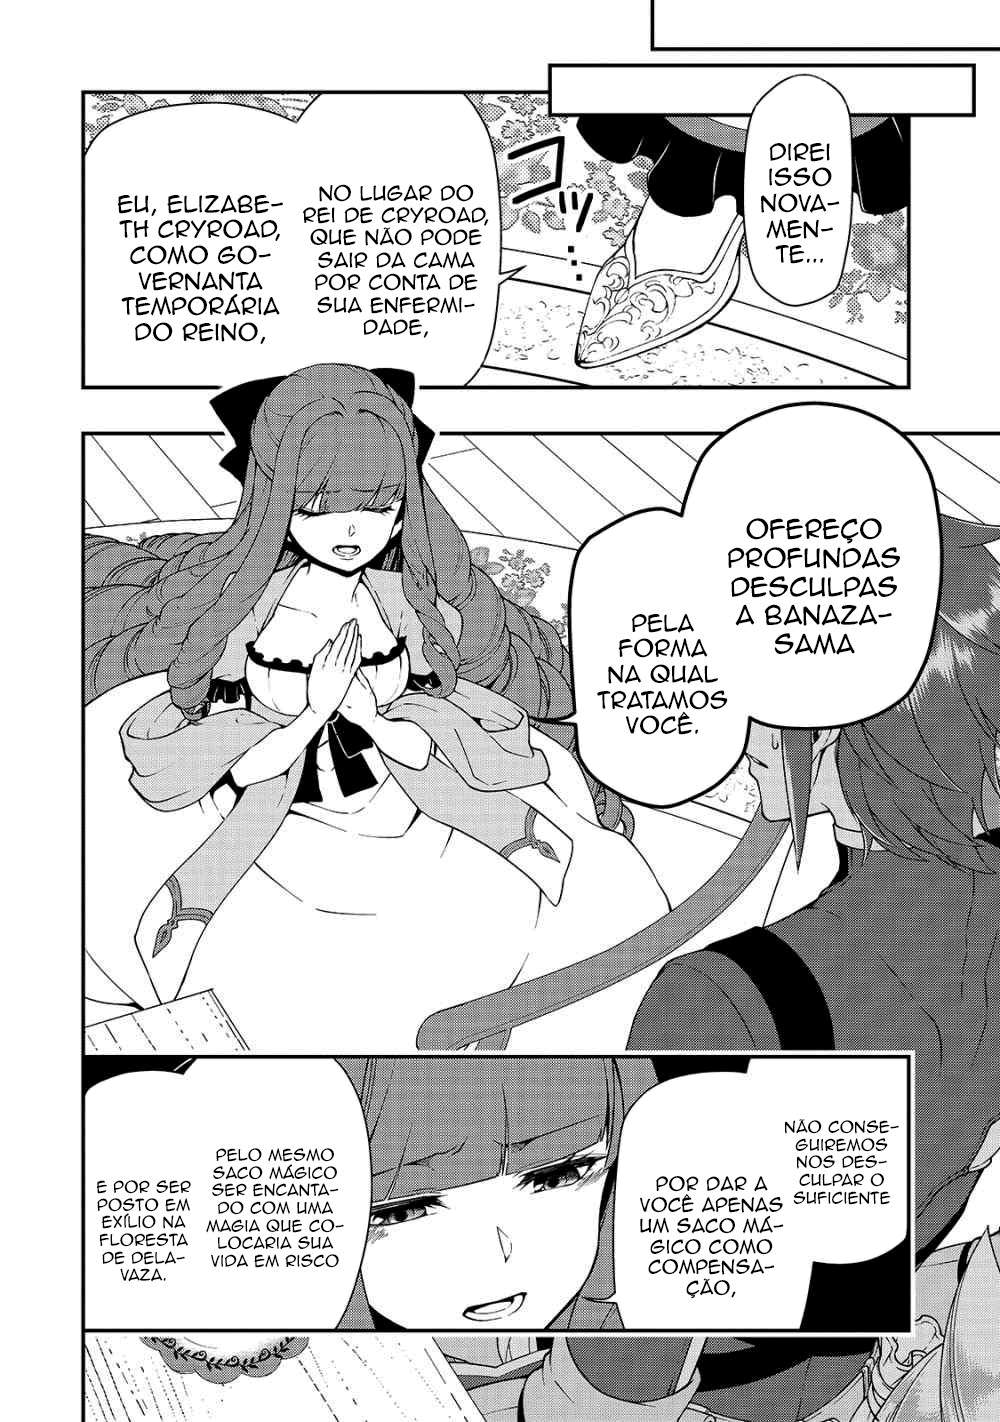 DIREI
ISSO
NOVA-
MEN-
TE...
NO LUGAR DO
REI DE CRYROAD,
QUE NÃO PODE
SAIR DA CAMA
POR CONTA DE
SUA ENFERMI-
DADE,
EU, ELIZABE-
TH CRYROAD,
COMO GO-
VERNANTA
TEMPORÁRIA
DO REINO,
コツ
OFEREÇO
PROFUNDAS
DESCULPAS
A BANAZA-
SAMA
PELA
FORMA
NA QUAL
TRATAMOS
VOCÊ.
NÃO CONSE-
GUIREMOS
NOS DES-
CULPAR O
SUFICIENTE
POR DAR A
VOCÊ APENAS
UM SACO MÁ-
GICO COMO
COMPENSA-
ÇÃO,
PELO MESMO
SACO MÁGICO
SER ENCANTA-
DO COM UMA
MAGIA QUE CO-
LOCARIA SUA
VIDA EM RISCO
E POR SER
POSTO EM
EXÍLIO NA
FLORESTA
DE DELA-
VAZA.